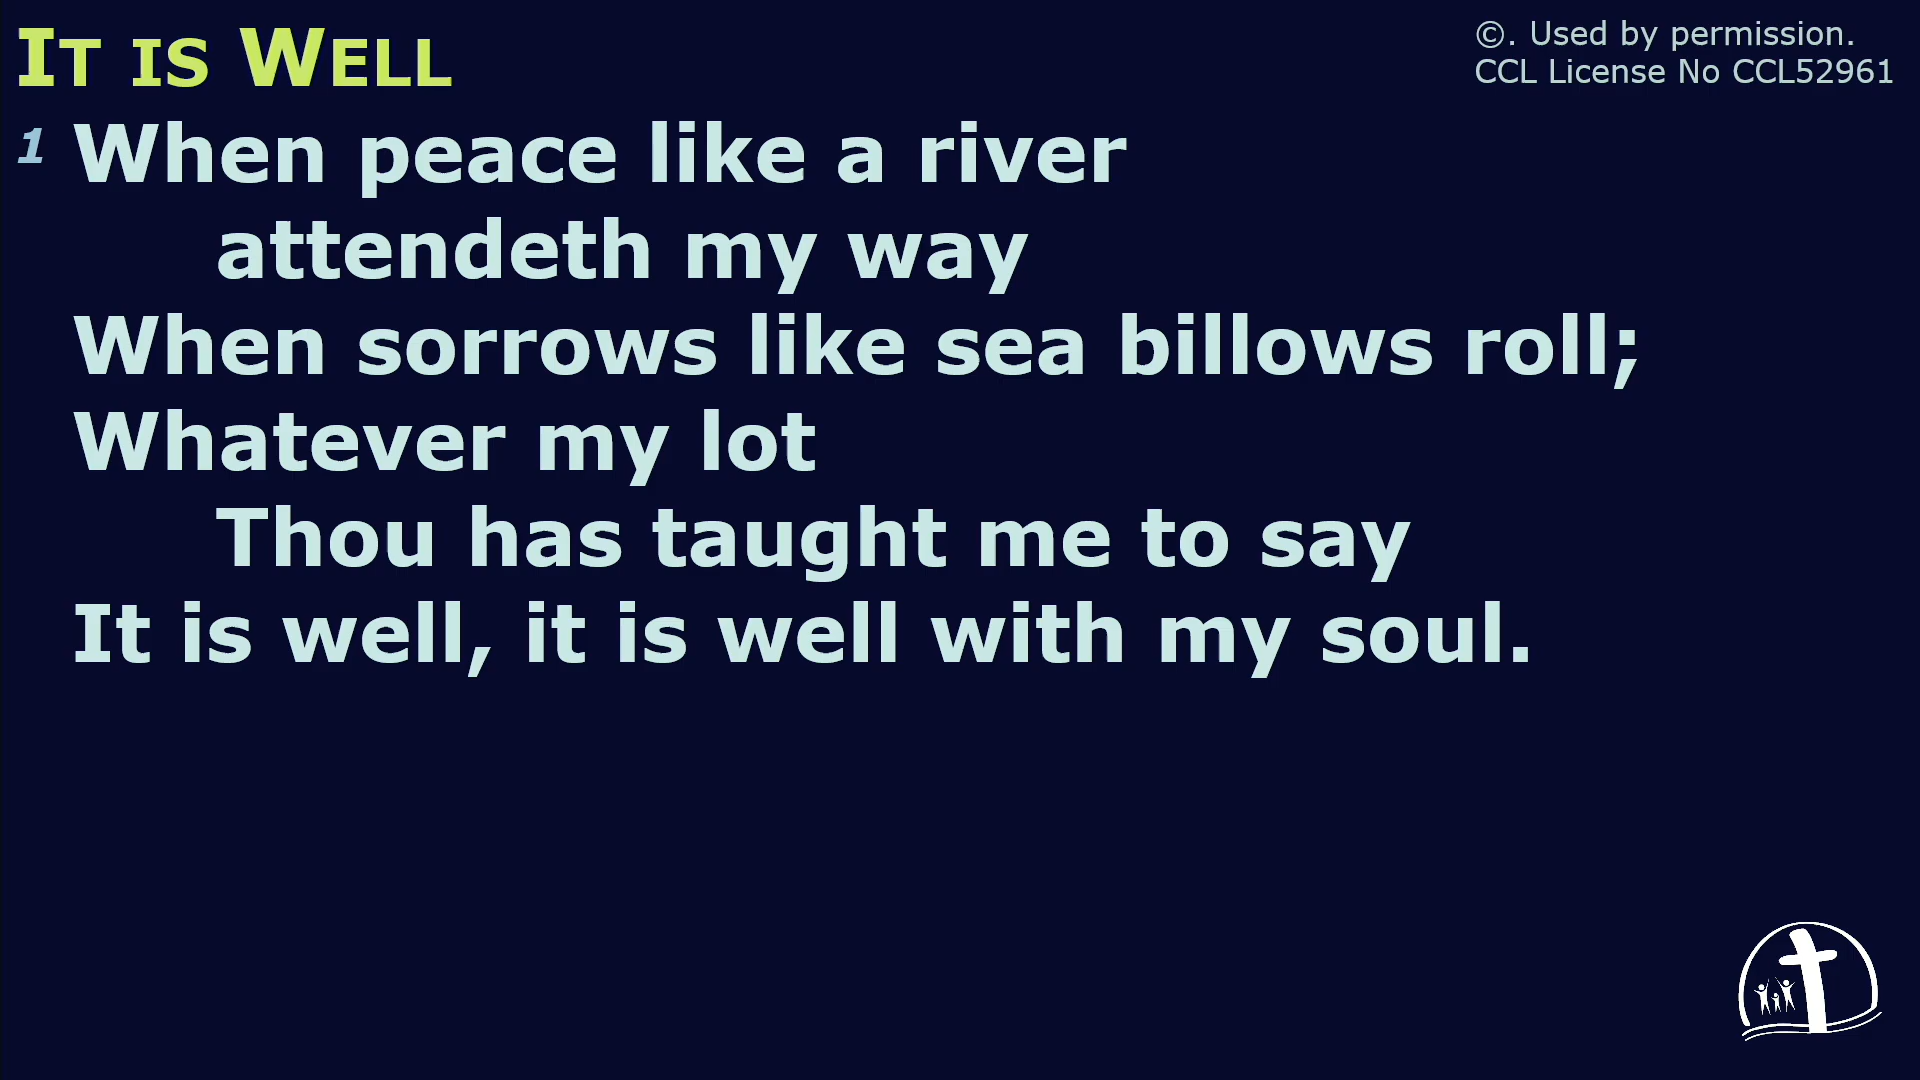 It is Well
©. Used by permission.
CCL License No CCL52961
1 When peace like a river
attendeth my way
When sorrows like sea billows roll;
Whatever my lot
Thou has taught me to say
It is well, it is well with my soul.